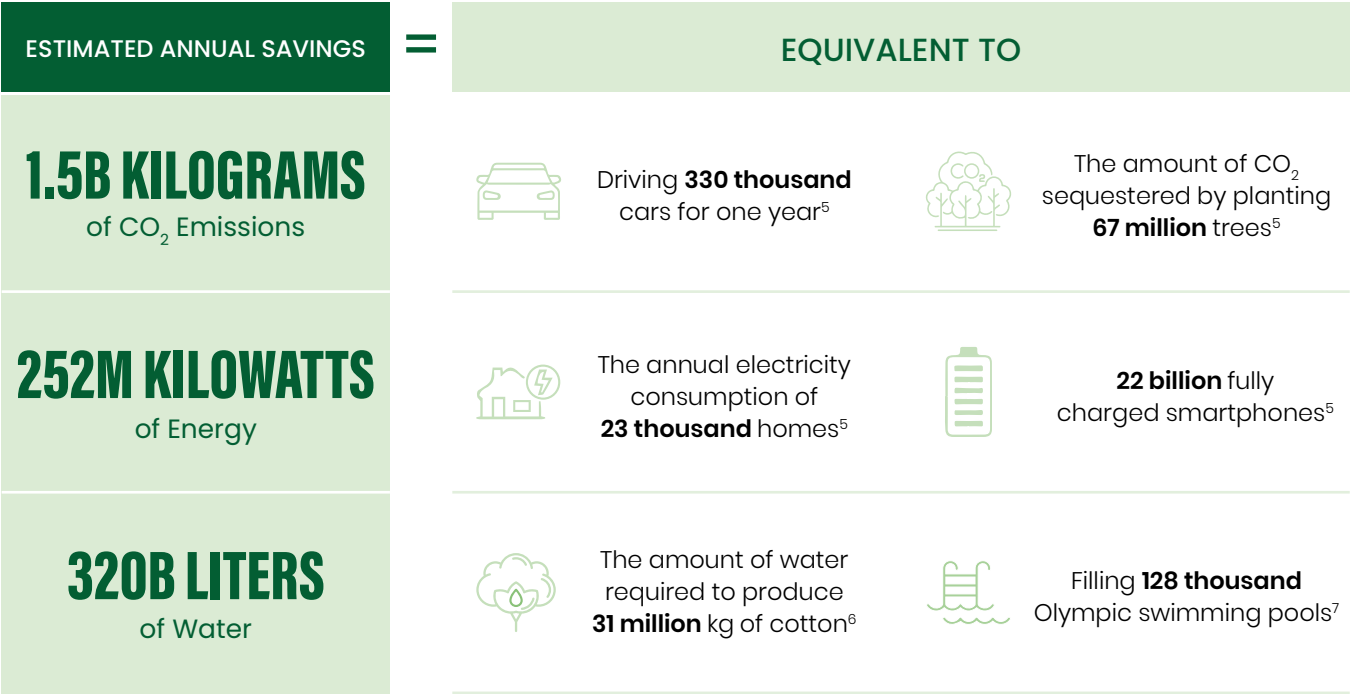 ESTIMATED ANNUAL SAVINGS
=
EQUIVALENT TO
1.5B KILOGRAMS
of CO₂ Emissions
Driving 330 thousand
cars for one year⁵
CO₂
The amount of CO₂
sequestered by planting
67 million trees⁵
252M KILOWATTS
of Energy
The annual electricity
consumption of
23 thousand homes⁵
22 billion fully
charged smartphones⁵
320B LITERS
of Water
The amount of water
required to produce
31 million kg of cotton⁶
Filling 128 thousand
Olympic swimming pools⁷